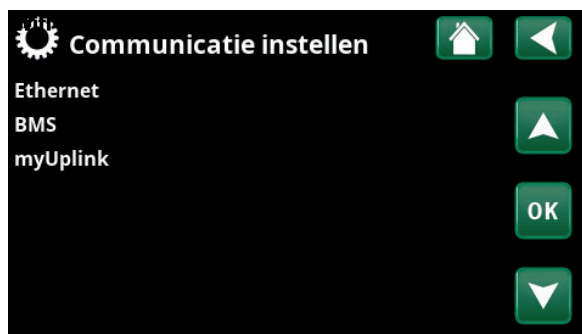 Communicatie instellen
Ethernet
BMS
myUplink
OK